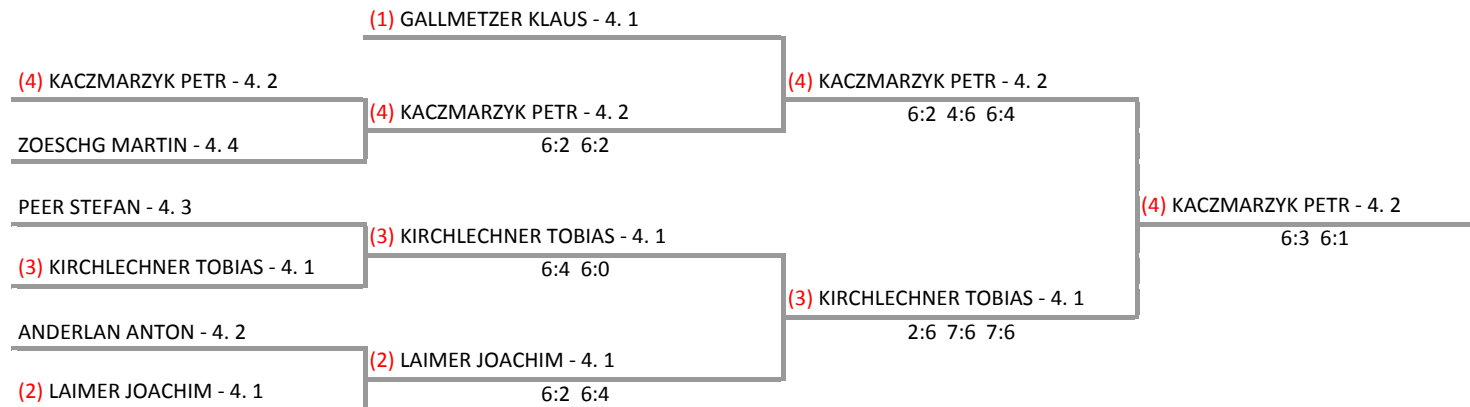 (1) GALLMETZER KLAUS - 4. 1
(4) KACZMARZYK PETR - 4. 2
(4) KACZMARZYK PETR - 4. 2
(4) KACZMARZYK PETR - 4. 2
6:2 4:6 6:4
ZOESCHG MARTIN - 4. 4
6:2 6:2
PEER STEFAN - 4. 3
(4) KACZMARZYK PETR - 4. 2
6:3 6:1
(3) KIRCHLECHNER TOBIAS - 4. 1
(3) KIRCHLECHNER TOBIAS - 4. 1
6:4 6:0
(3) KIRCHLECHNER TOBIAS - 4. 1
2:6 7:6 7:6
ANDERLAN ANTON - 4. 2
(2) LAIMER JOACHIM - 4. 1
(2) LAIMER JOACHIM - 4. 1
6:2 6:4